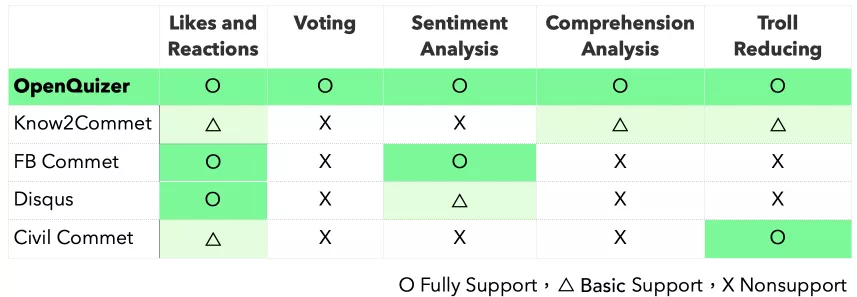 Likes and Reactions Voting Sentiment Analysis Comprehension Analysis Troll Reducing
OpenQuizer O O O O O
Know2Commet △ X X △ △
FB Commet O X O X X
Disqus O X △ X X
Civil Commet △ X X X O
O Fully Support，△ Basic Support，X Nonsupport